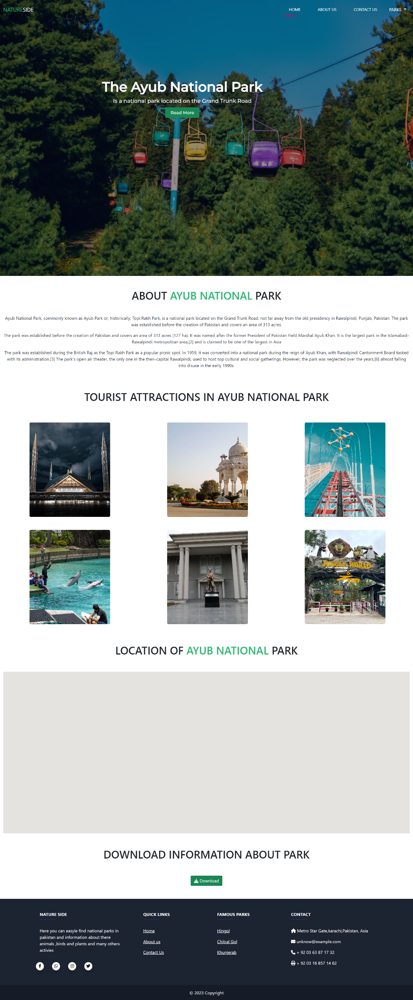 NATURESIDE
HOME
ABOUT US
CONTACT US
PARKS
The Ayub National Park
Is a national park located on the Grand Trunk Road
Read More
ABOUT AYUB NATIONAL PARK
Ayub National Park, commonly known as Ayub Park or, historically, Topi Rakh Park, is a national park located on the Grand Trunk Road, not far away from the old presidency in Rawalpindi, Punjab, Pakistan. The park
was established before the creation of Pakistan and covers an area of 313 acres.
The park was established before the creation of Pakistan and covers an area of 313 acres (127 ha). It was named after the former President of Pakistan Field Marshal Ayub Khan. It is the largest park in the Islamabad–
Rawalpindi metropolitan area,[2] and is claimed to be one of the largest in Asia
The park was established during the British Raj as the Topi Rakh Park as a popular picnic spot. In 1959, it was converted into a national park during the reign of Ayub Khan, with Rawalpindi Cantonment Board tasked
with its administration.[5] The park's open air theater, the only one in the then-capital Rawalpindi, used to host top cultural and social gatherings. However, the park was neglected over the years,[6] almost falling
into disuse in the early 1990s.
TOURIST ATTRACTIONS IN AYUB NATIONAL PARK
JUNGLE WORLD
&
ZOO
LOCATION OF AYUB NATIONAL PARK
DOWNLOAD INFORMATION ABOUT PARK
Download
NATURE SIDE
Here you can easyle find national parks in
pakistan and information about there
animals ,birds and plants and many others
activies
QUICK LINKS
Home
About us
Contact Us
FAMOUS PARKS
Hingol
Chitral Gol
Khunjerab
CONTACT
Metro Star Gate,karachi,Pakistan, Asia
unknow@example.com
+ 92 03 63 87 17 32
+ 92 03 16 857 14 62
© 2023 Copyright